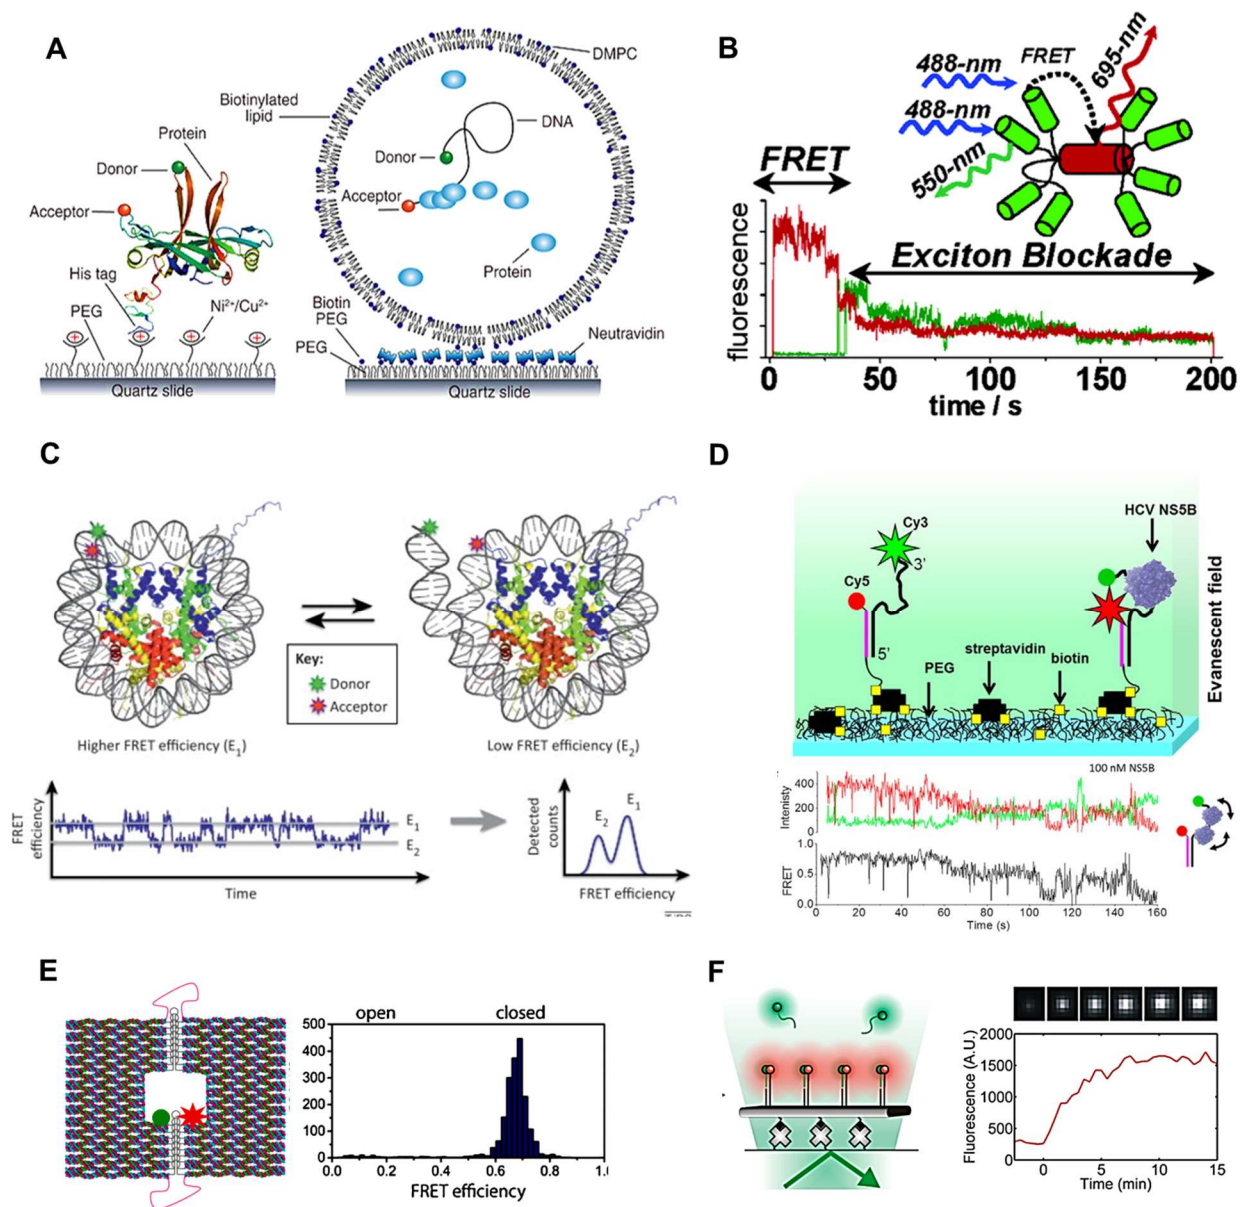 A
Biotinylated
lipid
DMPC
Protein
Donor
Acceptor
His tag
PEG
Ni²⁺/Cu²⁺
Quartz slide
DNA
Donor
Acceptor
Protein
Biotin
PEG
PEG
Neutravidin
Quartz slide
B
488-nm
FRET
695-nm
488-nm
550-nm
FRET
Exciton Blockade
fluorescence
0 50 100 150 200
time / s
C
Key:
Donor
Acceptor
Higher FRET efficiency (E₁)
Low FRET efficiency (E₂)
FRET
efficiency
E₁
E₂
Time
Detected
counts
E₂
E₁
FRET efficiency
D
HCV NS5B
Cy3
3’
Cy5
5’
PEG
streptavidin
biotin
Evanescent field
100 nM NS5B
400
200
0
Intenisty
1.0
0.5
0.0
FRET
0 20 40 60 80 100 120 140 160
Time (s)
E
open closed
500
400
300
200
100
0
0.0 0.2 0.4 0.6 0.8 1.
FRET efficiency
F
2000
1500
1000
500
0
Fluorescence (A.U.)
0 5 10 15
Time (min)